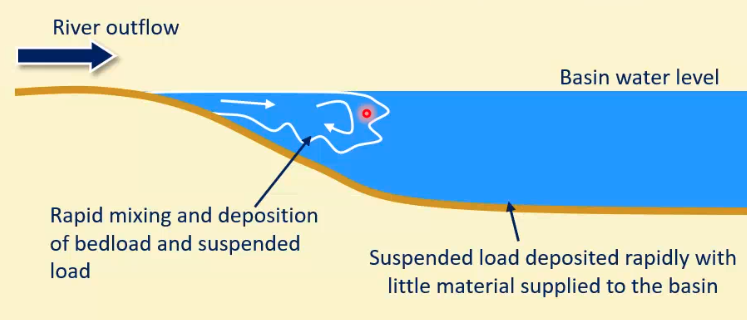 River outflow
Basin water level
Rapid mixing and deposition
of bedload and suspended
load
Suspended load deposited rapidly with
little material supplied to the basin